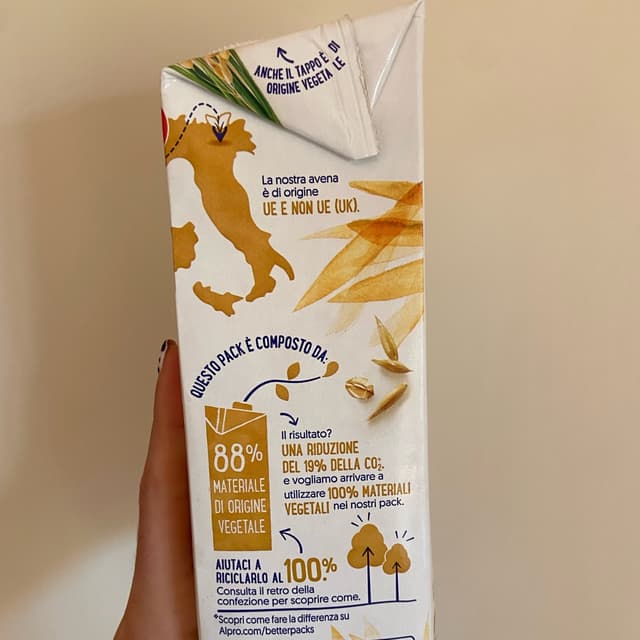 ANCHE IL TAPPO È DI
ORIGINE VEGETALE
La nostra avena
è di origine
UE E NON UE (UK).
QUESTO PACK È COMPOSTO DA:
88%
MATERIALE
DI ORIGINE
VEGETALE
Il risultato?
UNA RIDUZIONE
DEL 19% DELLA CO₂.
e vogliamo arrivare a
utilizzare 100% MATERIALI
VEGETALI nei nostri pack.
AIUTACI A
RICICLARLO AL 100%.
Consulta il retro della
confezione per scoprire come.
*Scopri come fare la differenza su
Alpro.com/betterpacks